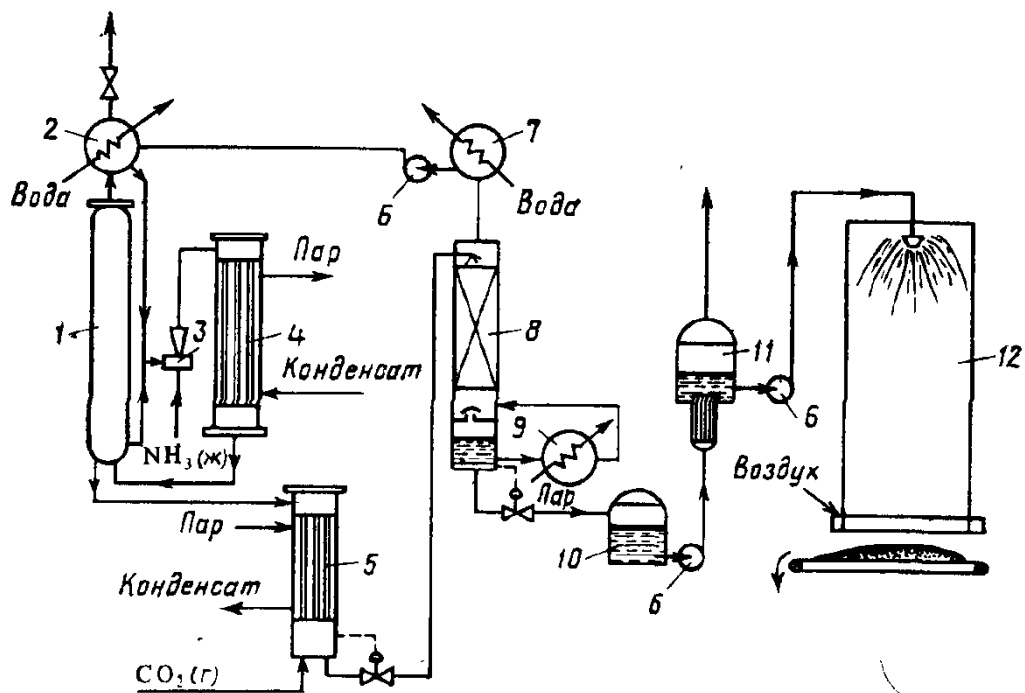 2
7
Вода
6
Вода
Пар
1
3
4
8
11
12
Конденсат
6
9
NH₃(ж)
Воздух
Пар
Пар
10
5
6
Конденсат
CO₂(г)